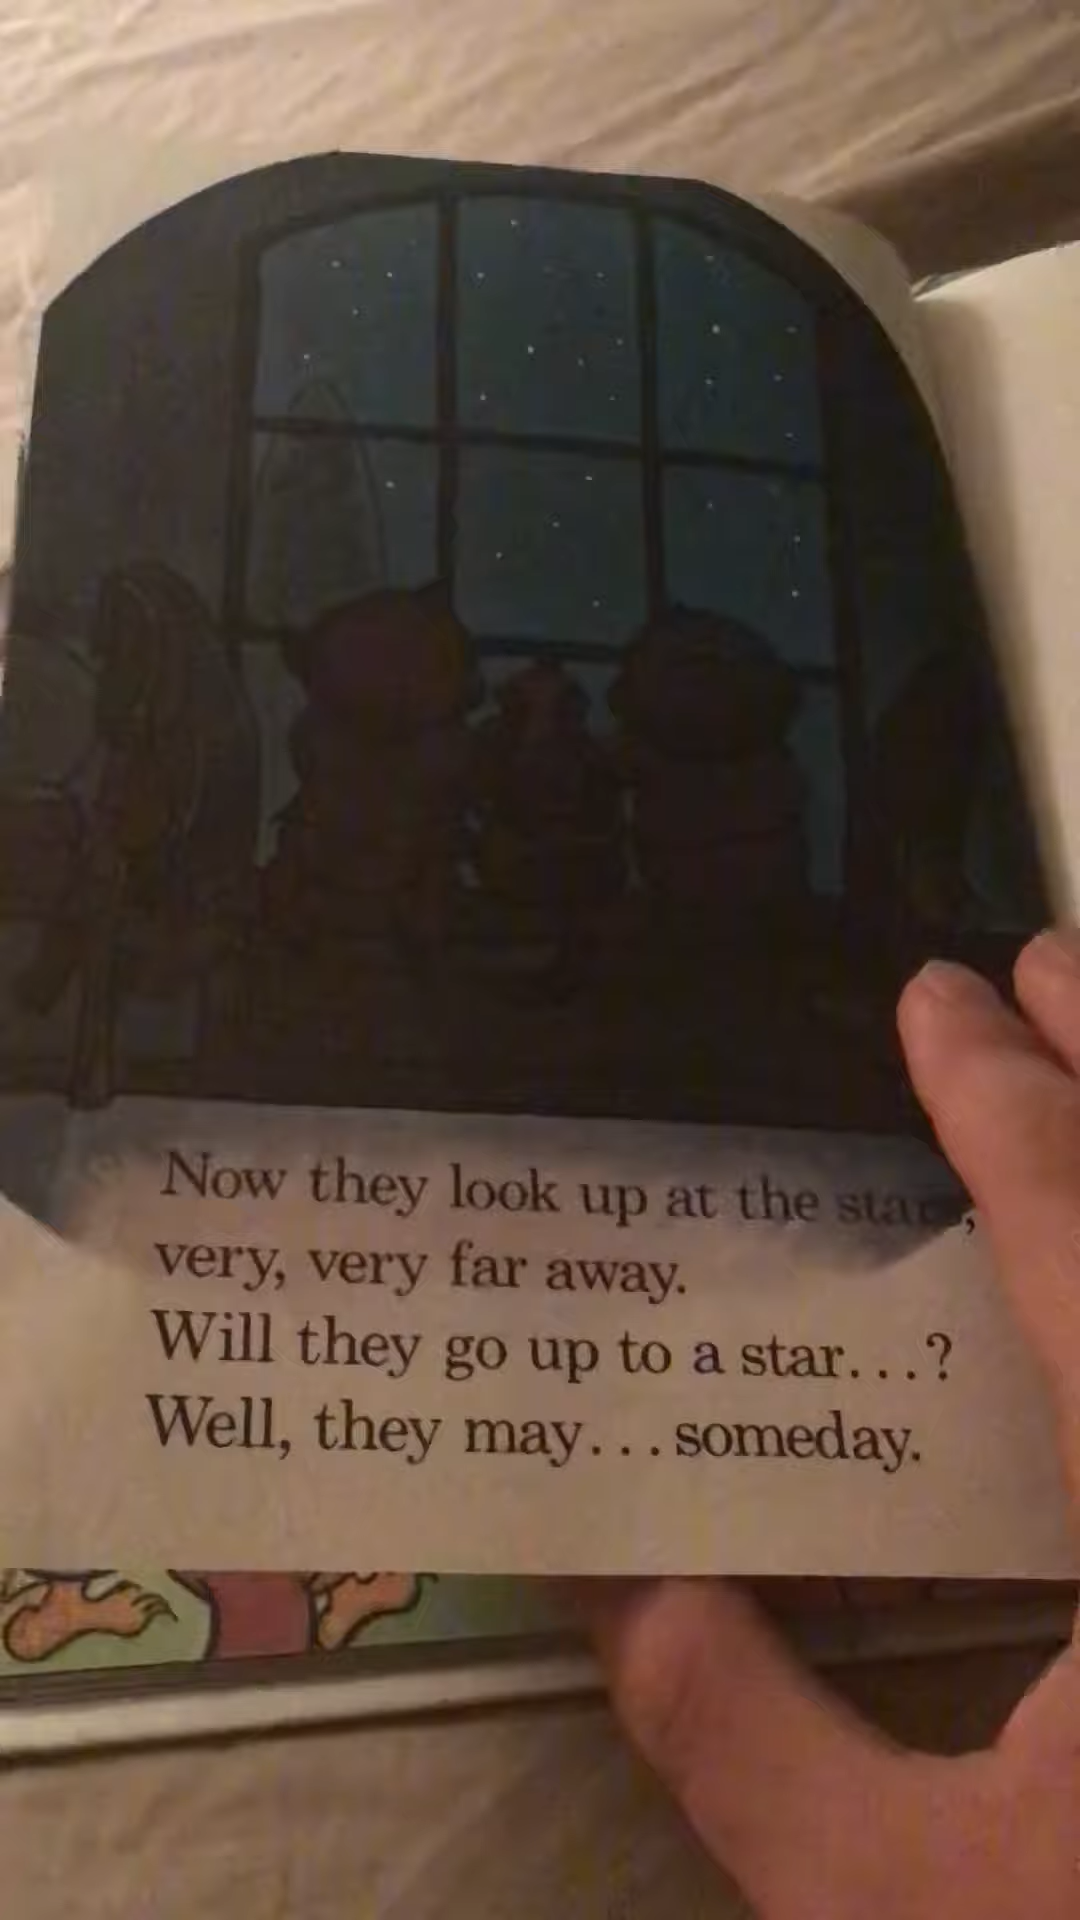 Now they look up at the stars,
very, very far away.
Will they go up to a star...?
Well, they may...someday.